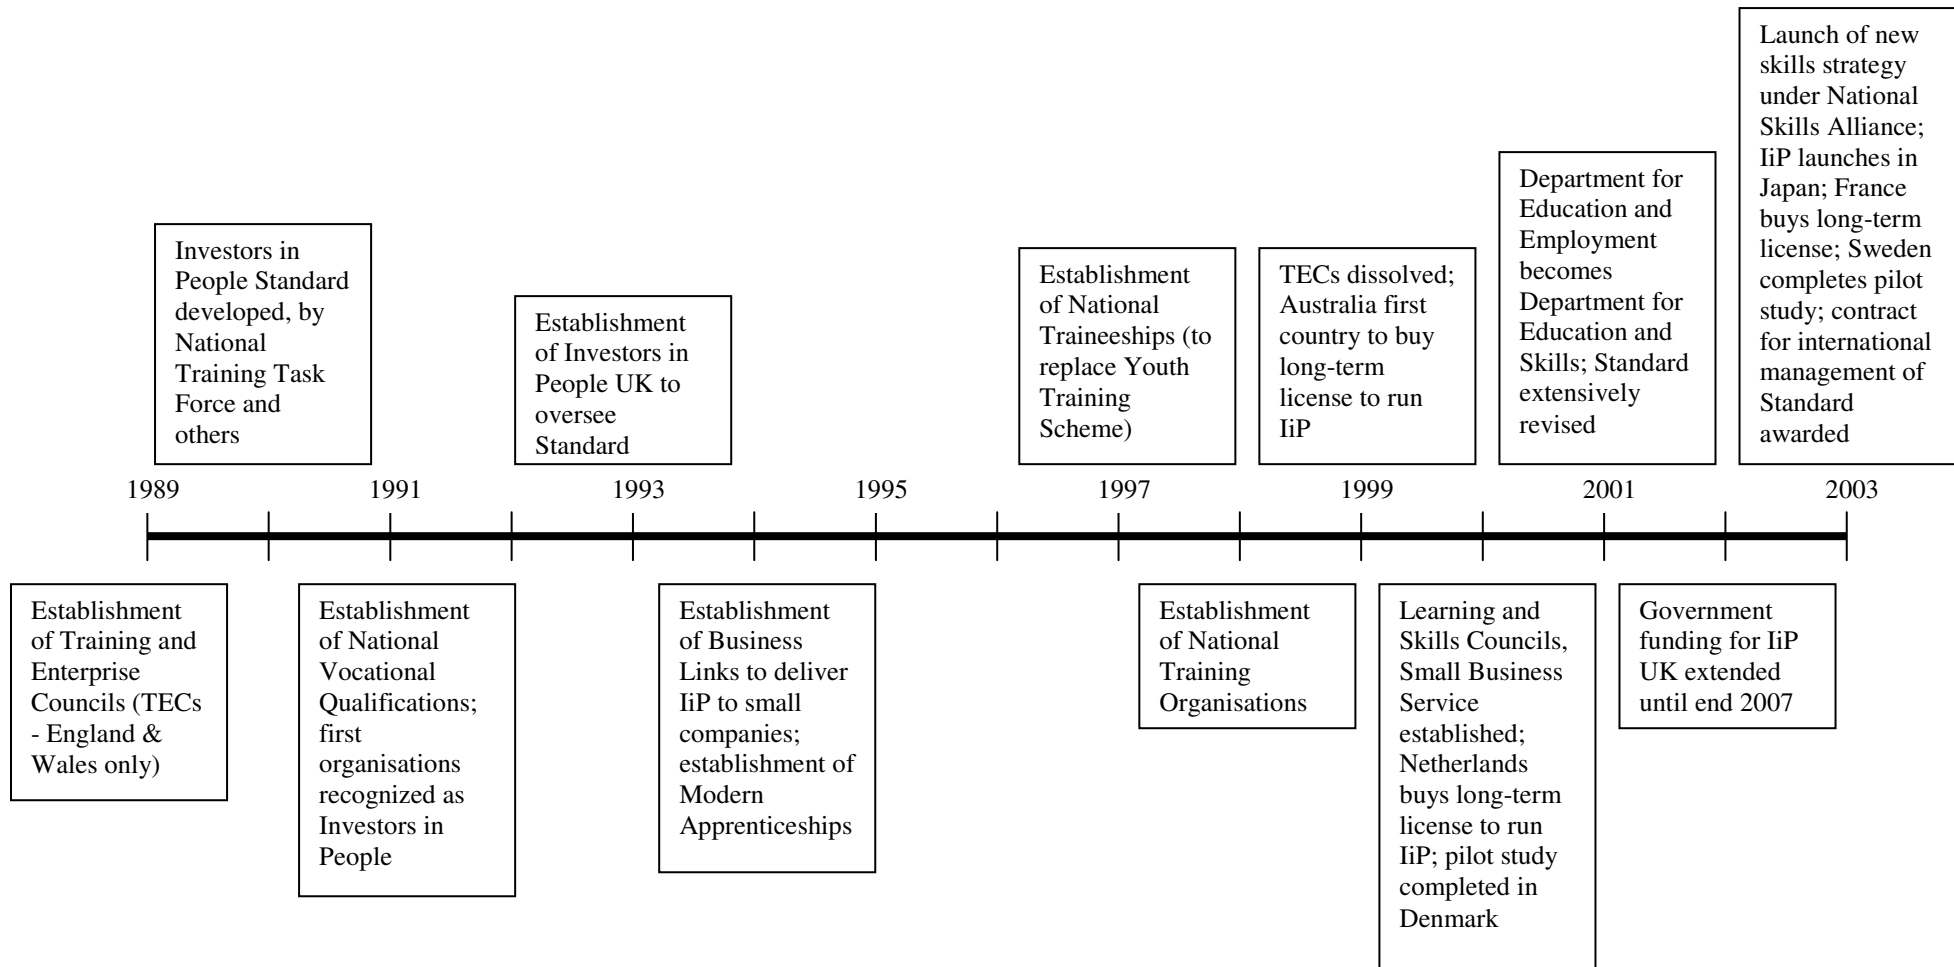 Launch of new
skills strategy
under National
Skills Alliance;
IiP launches in
Japan; France
buys long-term
license; Sweden
completes pilot
study; contract
for international
management of
Standard
awarded
Department for
Education and
Employment
becomes
Department for
Education and
Skills; Standard
extensively
revised
Investors in
People Standard
developed, by
National
Training Task
Force and
others
Establishment
of Investors in
People UK to
oversee
Standard
Establishment
of National
Traineeships (to
replace Youth
Training
Scheme)
TECs dissolved;
Australia first
country to buy
long-term
license to run
IiP
1989 1991 1993 1995 1997 1999 2001 2003
Establishment
of Training and
Enterprise
Councils (TECs
- England &
Wales only)
Establishment
of National
Vocational
Qualifications;
first
organisations
recognized as
Investors in
People
Establishment
of Business
Links to deliver
IiP to small
companies;
establishment of
Modern
Apprenticeships
Establishment
of National
Training
Organisations
Learning and
Skills Councils,
Small Business
Service
established;
Netherlands
buys long-term
license to run
IiP; pilot study
completed in
Denmark
Government
funding for IiP
UK extended
until end 2007